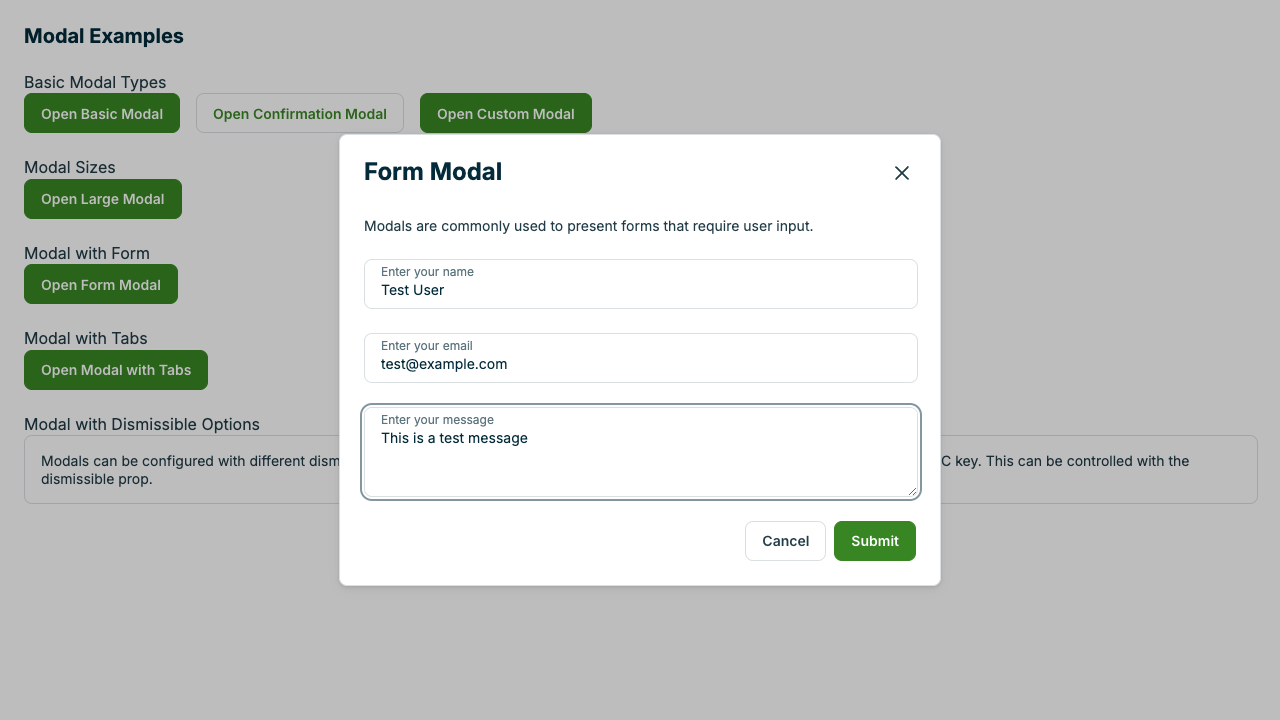 Modal Examples
Basic Modal Types
Open Basic Modal
Open Confirmation Modal
Open Custom Modal
Modal Sizes
Open Large Modal
Modal with Form
Open Form Modal
Modal with Tabs
Open Modal with Tabs
Modal with Dismissible Options
Modals can be configured with different dism
C key. This can be controlled with the
dismissible prop.
Form Modal
Modals are commonly used to present forms that require user input.
Enter your name
Test User
Enter your email
test@example.com
Enter your message
This is a test message
Cancel
Submit